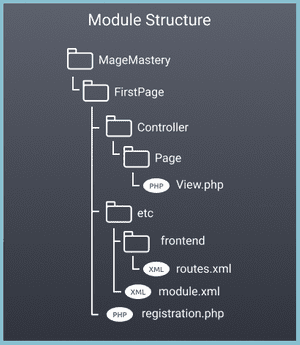 Module Structure
MageMastery
FirstPage
Controller
Page
PHP View.php
etc
frontend
XML routes.xml
XML module.xml
PHP registration.php